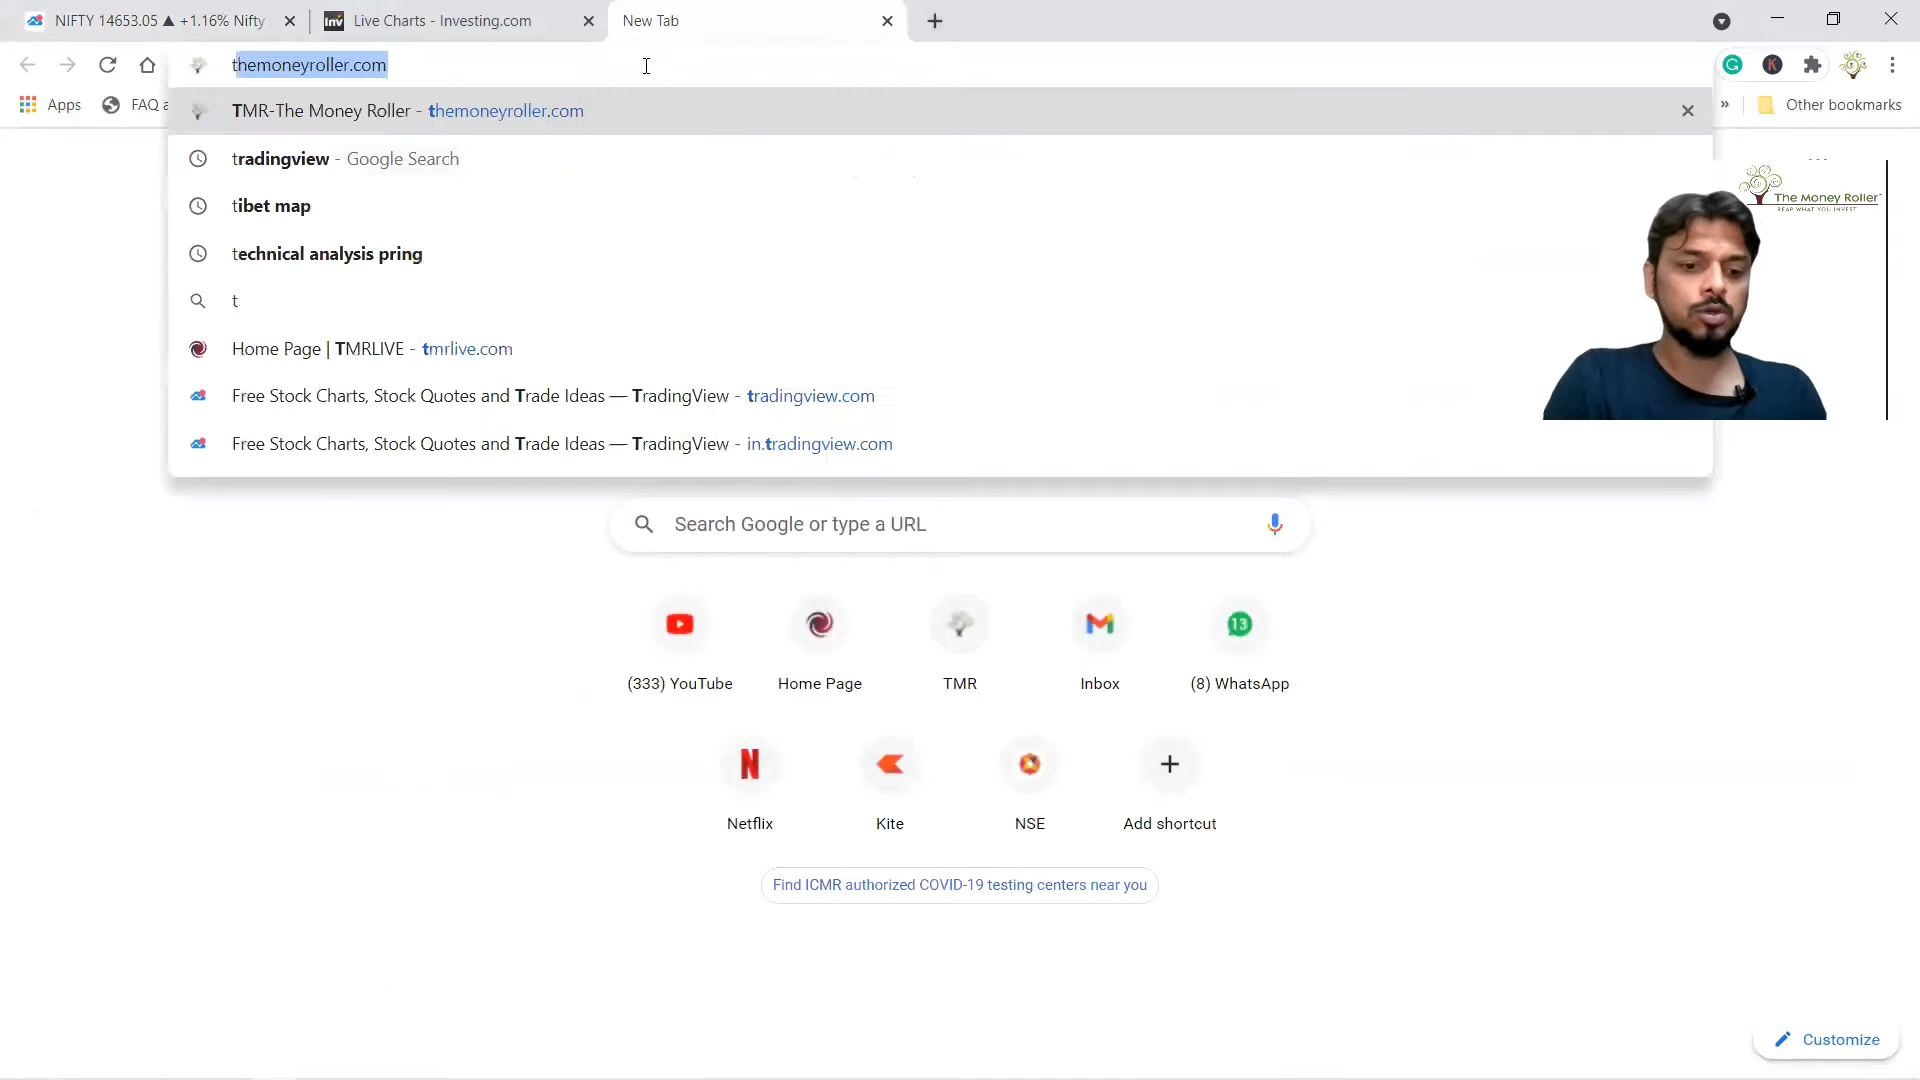 NIFTY 14653.05 ▲ +1.16% Nifty
Live Charts - Investing.com
New Tab
themoneyroller.com
Apps
FAQ a
» Other bookmarks
TMR-The Money Roller - themoneyroller.com
tradingview - Google Search
tibet map
technical analysis pring
t
Home Page | TMRLIVE - tmrlive.com
Free Stock Charts, Stock Quotes and Trade Ideas — TradingView - tradingview.com
Free Stock Charts, Stock Quotes and Trade Ideas — TradingView - in.tradingview.com
The Money Roller
REAP WHAT YOU INVEST
Search Google or type a URL
13
(333) YouTube
Home Page
TMR
Inbox
(8) WhatsApp
Netflix
Kite
NSE
Add shortcut
Find ICMR authorized COVID-19 testing centers near you
Customize